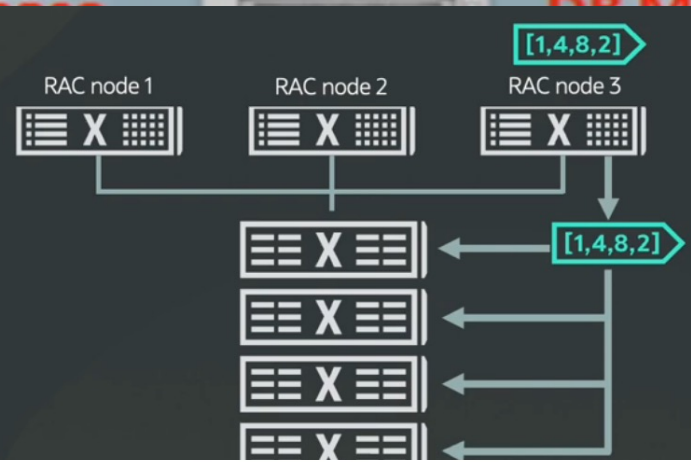 [1,4,8,2]
RAC node 1
RAC node 2
RAC node 3
X
X
X
X
[1,4,8,2]
X
X
X